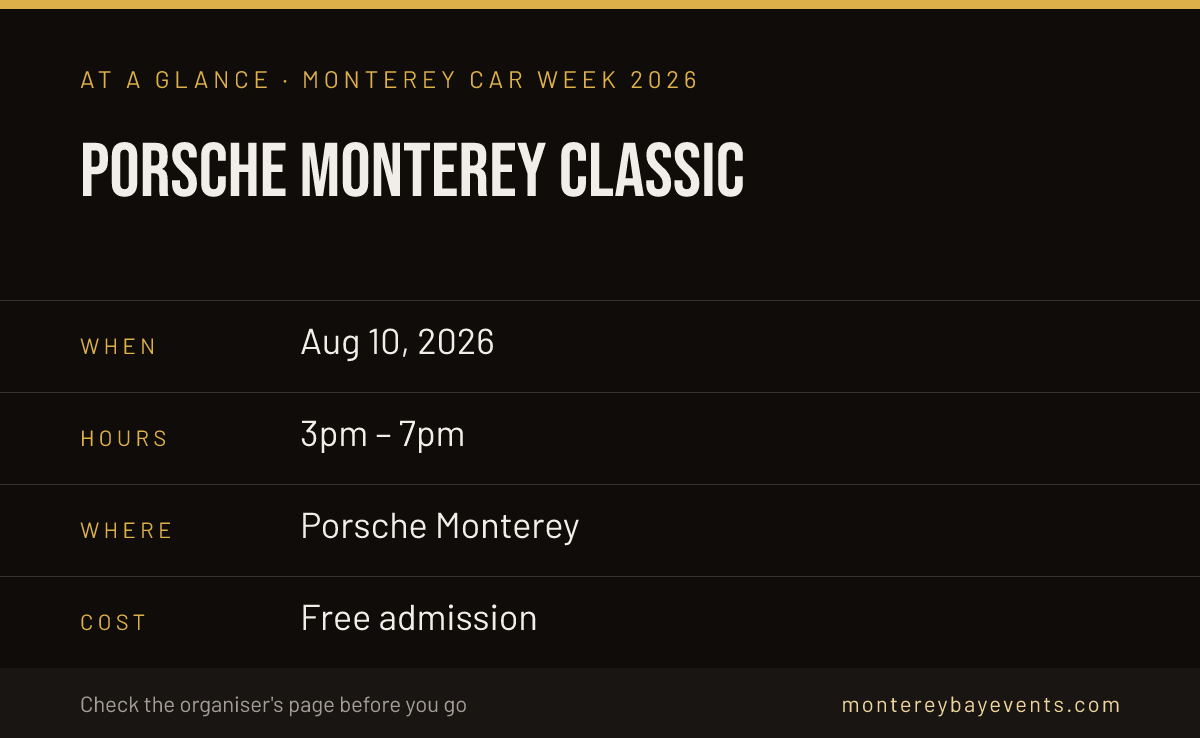 AT A GLANCE · MONTEREY CAR WEEK 2026
PORSCHE MONTEREY CLASSIC
WHEN Aug 10, 2026
HOURS 3pm – 7pm
WHERE Porsche Monterey
COST Free admission
Check the organiser's page before you go montereybayevents.com